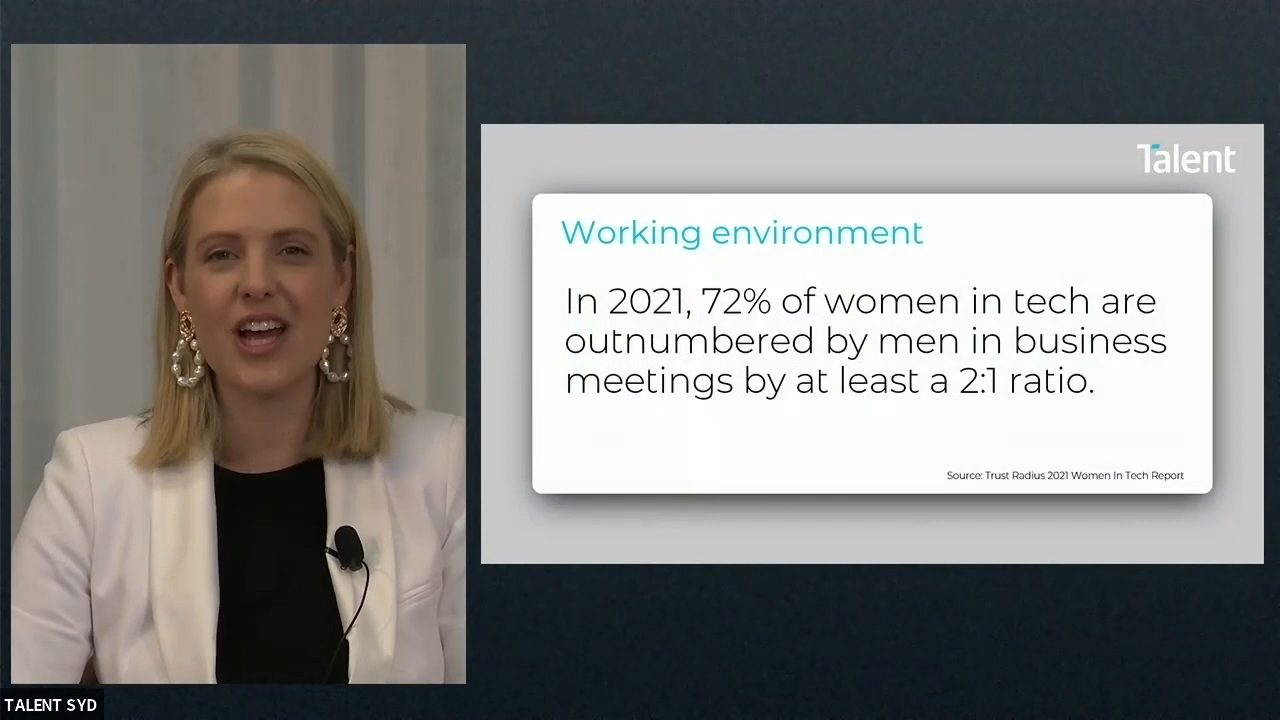 Talent
Working environment
In 2021, 72% of women in tech are
outnumbered by men in business
meetings by at least a 2:1 ratio.
Source: Trust Radius 2021 Women In Tech Report
TALENT SYD